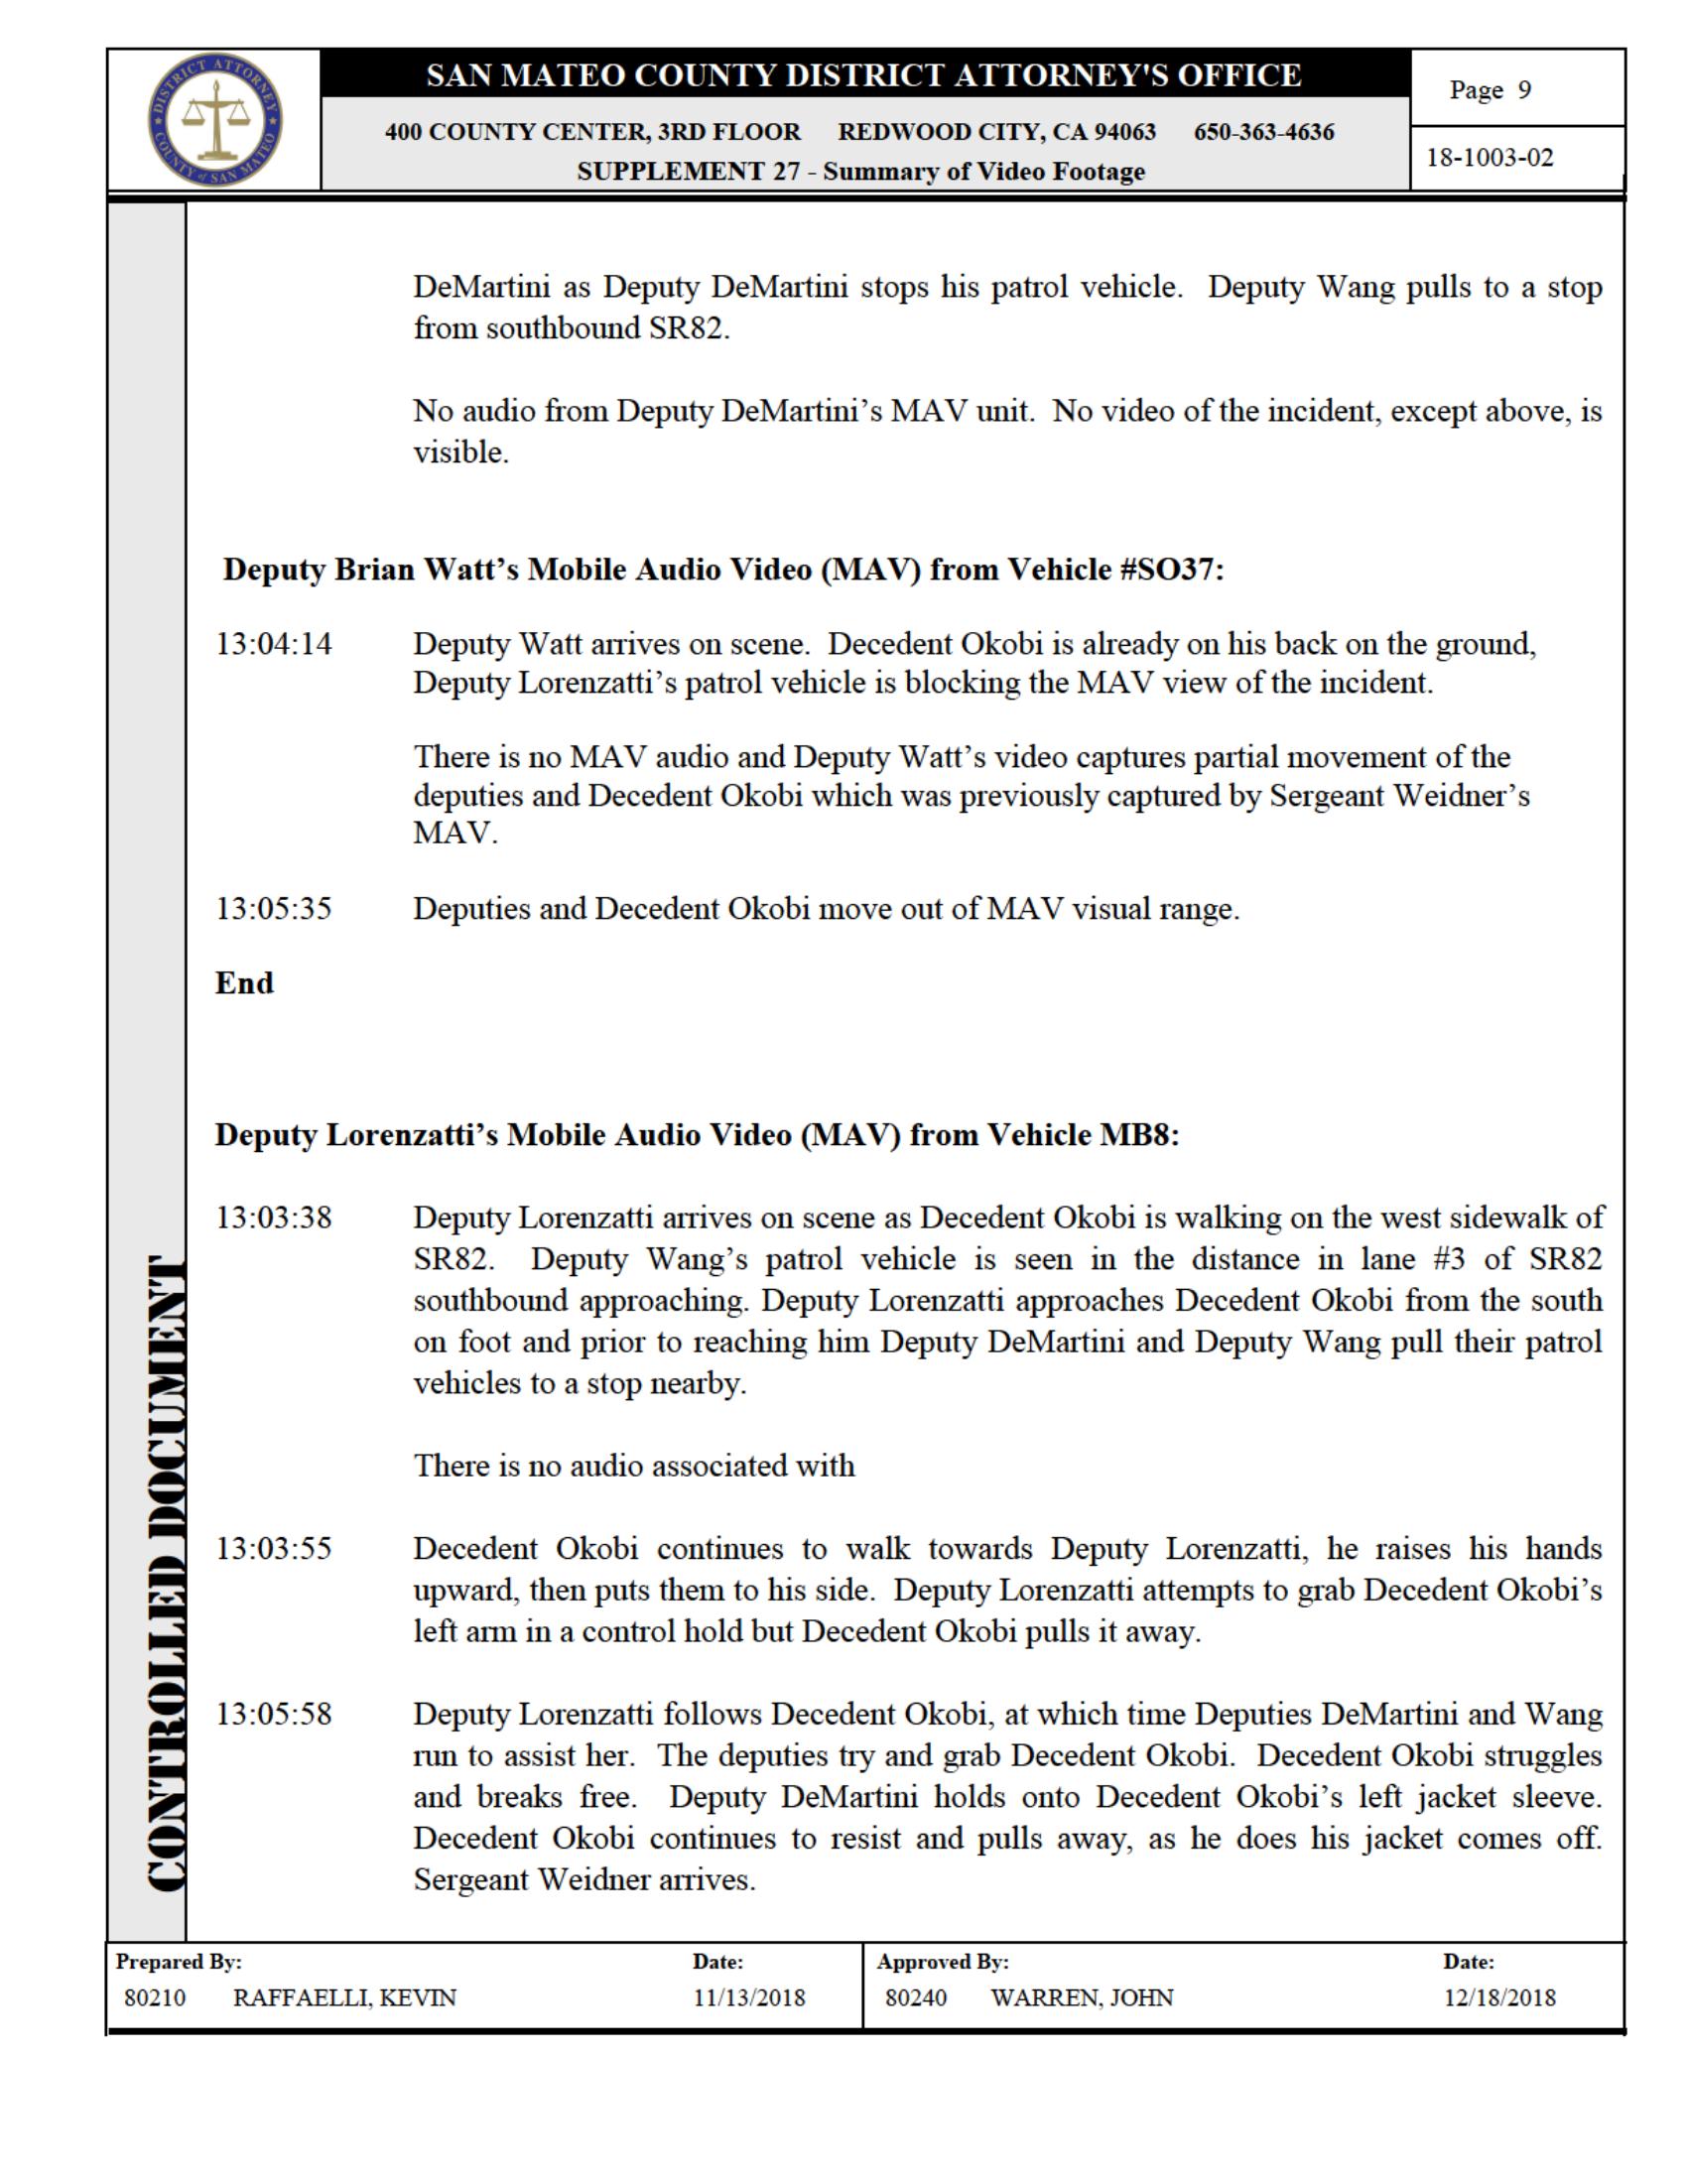 DISTRICT ATTORNEY
COUNTY of SAN MATEO
SAN MATEO COUNTY DISTRICT ATTORNEY'S OFFICE
400 COUNTY CENTER, 3RD FLOOR REDWOOD CITY, CA 94063 650-363-4636
SUPPLEMENT 27 - Summary of Video Footage
Page 9
18-1003-02
DeMartini as Deputy DeMartini stops his patrol vehicle. Deputy Wang pulls to a stop
from southbound SR82.
No audio from Deputy DeMartini’s MAV unit. No video of the incident, except above, is
visible.
Deputy Brian Watt’s Mobile Audio Video (MAV) from Vehicle #SO37:
13:04:14 Deputy Watt arrives on scene. Decedent Okobi is already on his back on the ground,
Deputy Lorenzatti’s patrol vehicle is blocking the MAV view of the incident.
There is no MAV audio and Deputy Watt’s video captures partial movement of the
deputies and Decedent Okobi which was previously captured by Sergeant Weidner’s
MAV.
13:05:35 Deputies and Decedent Okobi move out of MAV visual range.
End
Deputy Lorenzatti’s Mobile Audio Video (MAV) from Vehicle MB8:
13:03:38 Deputy Lorenzatti arrives on scene as Decedent Okobi is walking on the west sidewalk of
SR82. Deputy Wang’s patrol vehicle is seen in the distance in lane #3 of SR82
southbound approaching. Deputy Lorenzatti approaches Decedent Okobi from the south
on foot and prior to reaching him Deputy DeMartini and Deputy Wang pull their patrol
vehicles to a stop nearby.
There is no audio associated with
13:03:55 Decedent Okobi continues to walk towards Deputy Lorenzatti, he raises his hands
upward, then puts them to his side. Deputy Lorenzatti attempts to grab Decedent Okobi’s
left arm in a control hold but Decedent Okobi pulls it away.
13:05:58 Deputy Lorenzatti follows Decedent Okobi, at which time Deputies DeMartini and Wang
run to assist her. The deputies try and grab Decedent Okobi. Decedent Okobi struggles
and breaks free. Deputy DeMartini holds onto Decedent Okobi’s left jacket sleeve.
Decedent Okobi continues to resist and pulls away, as he does his jacket comes off.
Sergeant Weidner arrives.
CONTROLLED DOCUMENT
Prepared By: Date: Approved By: Date:
80210 RAFFAELLI, KEVIN 11/13/2018 80240 WARREN, JOHN 12/18/2018